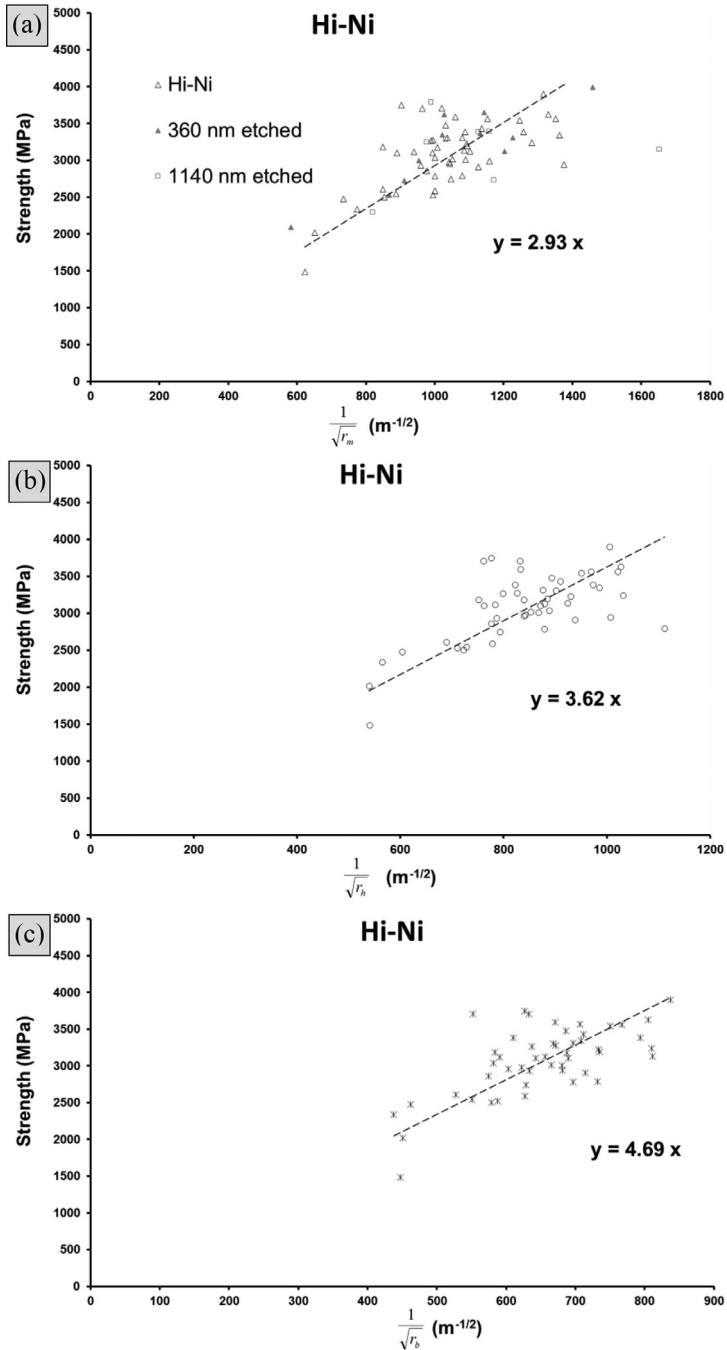 (a)
Hi-Ni
5000
4500
4000
3500
3000
2500
2000
1500
1000
500
0
Strength (MPa)
Hi-Ni
360 nm etched
1140 nm etched
y = 2.93 x
0 200 400 600 800 1000 1200 1400 1600 1800
1/√r_m (m^-1/2)
(b)
Hi-Ni
5000
4500
4000
3500
3000
2500
2000
1500
1000
500
0
Strength (MPa)
y = 3.62 x
0 200 400 600 800 1000 1200
1/√r_h (m^-1/2)
(c)
Hi-Ni
5000
4500
4000
3500
3000
2500
2000
1500
1000
500
0
Strength (MPa)
y = 4.69 x
0 100 200 300 400 500 600 700 800 900
1/√r_b (m^-1/2)